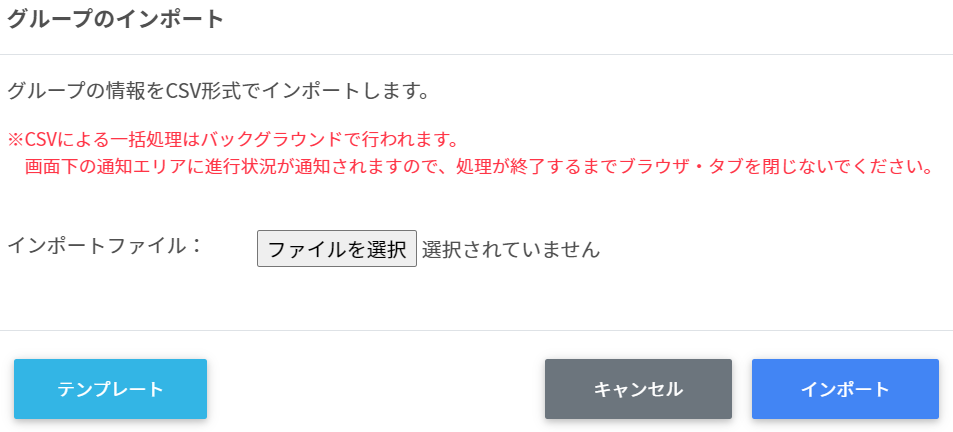 グループのインポート
グループの情報をCSV形式でインポートします。
※CSVによる一括処理はバックグラウンドで行われます。
画面下の通知エリアに進行状況が通知されますので、処理が終了するまでブラウザ・タブを閉じないでください。
インポートファイル： ファイルを選択 選択されていません
テンプレート キャンセル インポート